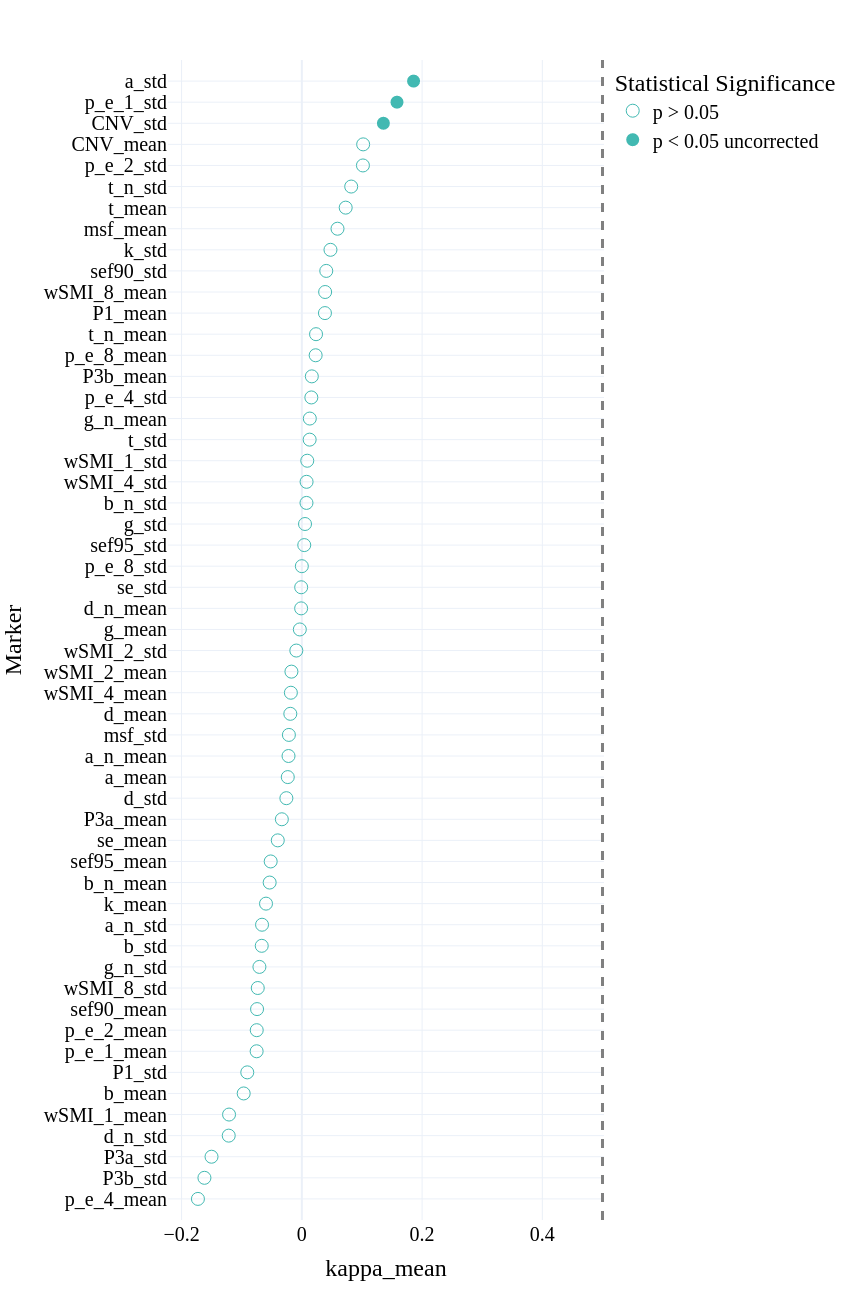 Statistical Significance
p > 0.05
p < 0.05 uncorrected
a_std
p_e_1_std
CNV_std
CNV_mean
p_e_2_std
t_n_std
t_mean
msf_mean
k_std
sef90_std
wSMI_8_mean
P1_mean
t_n_mean
p_e_8_mean
P3b_mean
p_e_4_std
g_n_mean
t_std
wSMI_1_std
wSMI_4_std
b_n_std
g_std
sef95_std
p_e_8_std
se_std
d_n_mean
g_mean
wSMI_2_std
wSMI_2_mean
wSMI_4_mean
d_mean
msf_std
a_n_mean
a_mean
d_std
P3a_mean
se_mean
sef95_mean
b_n_mean
k_mean
a_n_std
b_std
g_n_std
wSMI_8_std
sef90_mean
p_e_2_mean
p_e_1_mean
P1_std
b_mean
wSMI_1_mean
d_n_std
P3a_std
P3b_std
p_e_4_mean
Marker
−0.2 0 0.2 0.4
kappa_mean